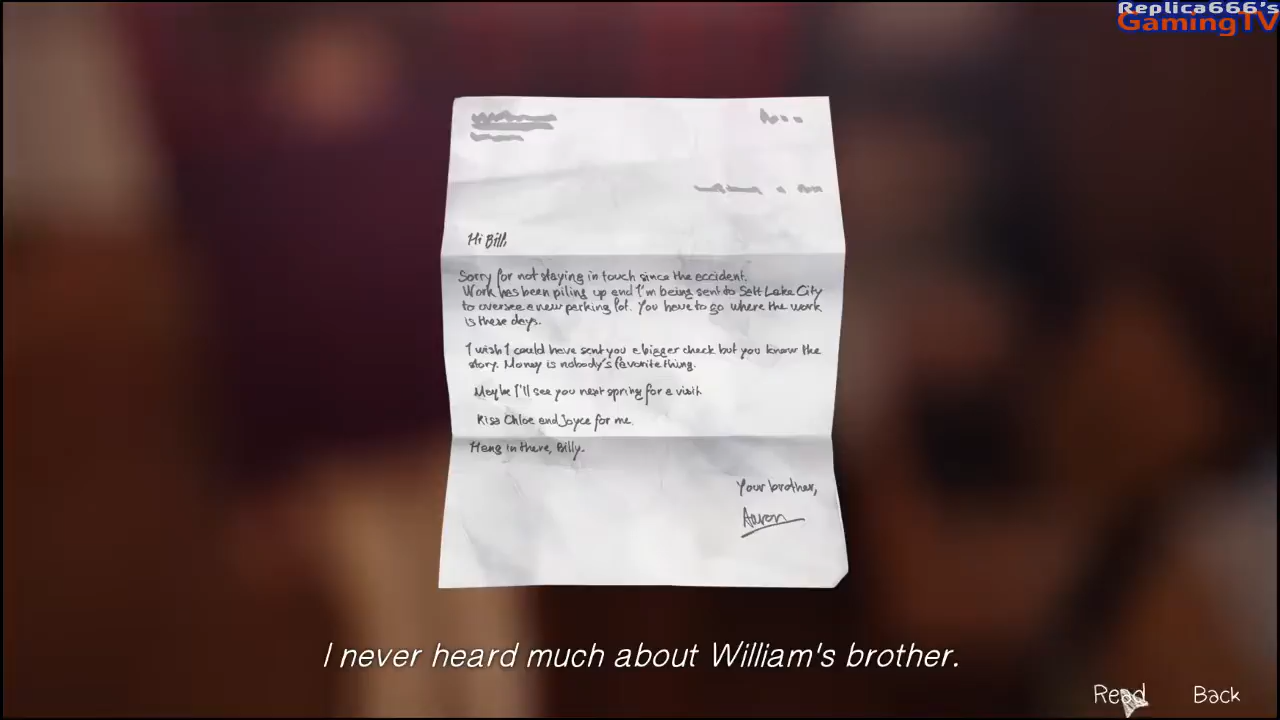 Replica666's
GamingTV
Hi Bill,
Sorry for not staying in touch since the accident.
Work has been piling up and I'm being sent to Salt Lake City
to oversee a new parking lot. You have to go where the work
is these days.
I wish I could have sent you a bigger check but you know the
story. Money is nobody's favorite thing.
Maybe I'll see you next spring for a visit.
Kiss Chloe and Joyce for me.
Hang in there, Billy.
Your brother,
Aaron
I never heard much about William's brother.
Read Back